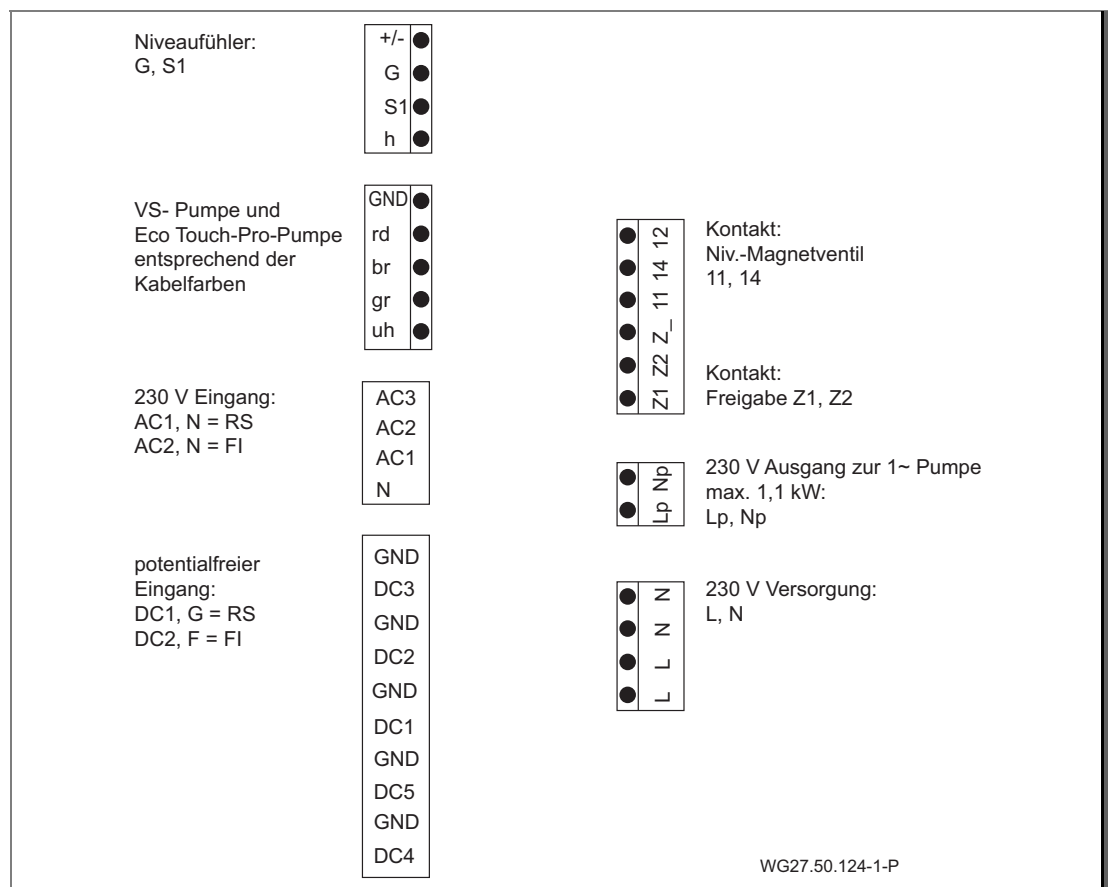 Niveaufühler:
G, S1
+/-
G
S1
h
VS- Pumpe und
Eco Touch-Pro-Pumpe
entsprechend der
Kabelfarben
GND
rd
br
gr
uh
230 V Eingang:
AC1, N = RS
AC2, N = FI
AC3
AC2
AC1
N
potentialfreier
Eingang:
DC1, G = RS
DC2, F = FI
GND
DC3
GND
DC2
GND
DC1
GND
DC5
GND
DC4
Z1 Z2 Z_ 11 14 12
Kontakt:
Niv.-Magnetventil
11, 14
Kontakt:
Freigabe Z1, Z2
Lp Np
230 V Ausgang zur 1~ Pumpe
max. 1,1 kW:
Lp, Np
L L N N
230 V Versorgung:
L, N
WG27.50.124-1-P